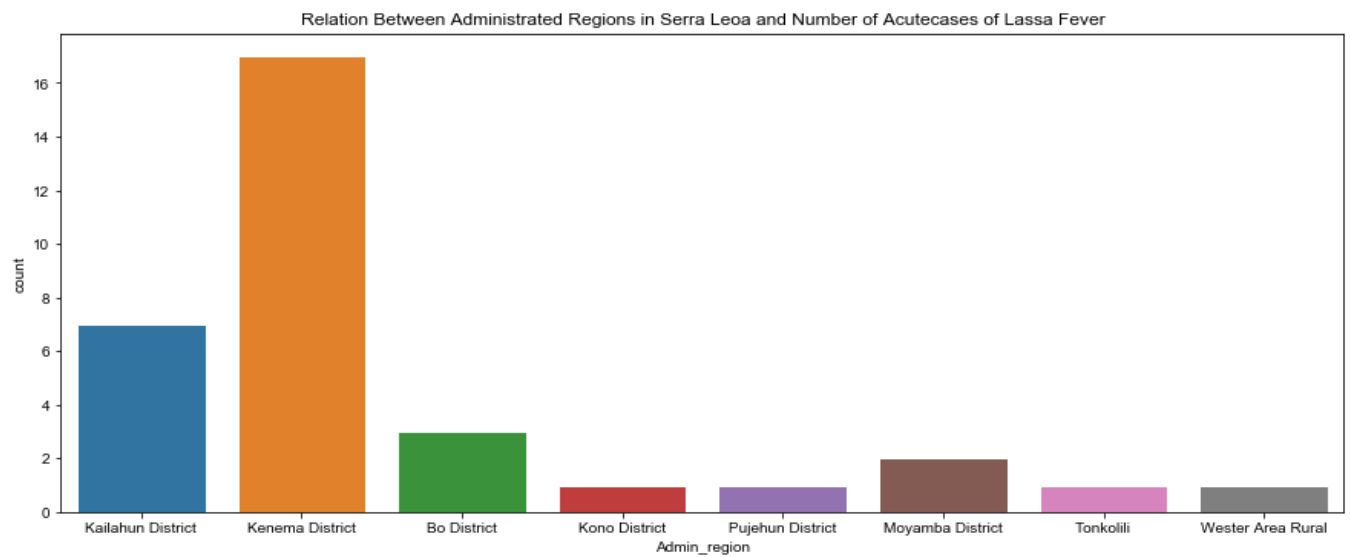 Relation Between Administrated Regions in Serra Leoa and Number of Acutecases of Lassa Fever
count
16
14
12
10
8
6
4
2
0
Kailahun District Kenema District Bo District Kono District Pujehun District Moyamba District Tonkolili Wester Area Rural
Admin_region